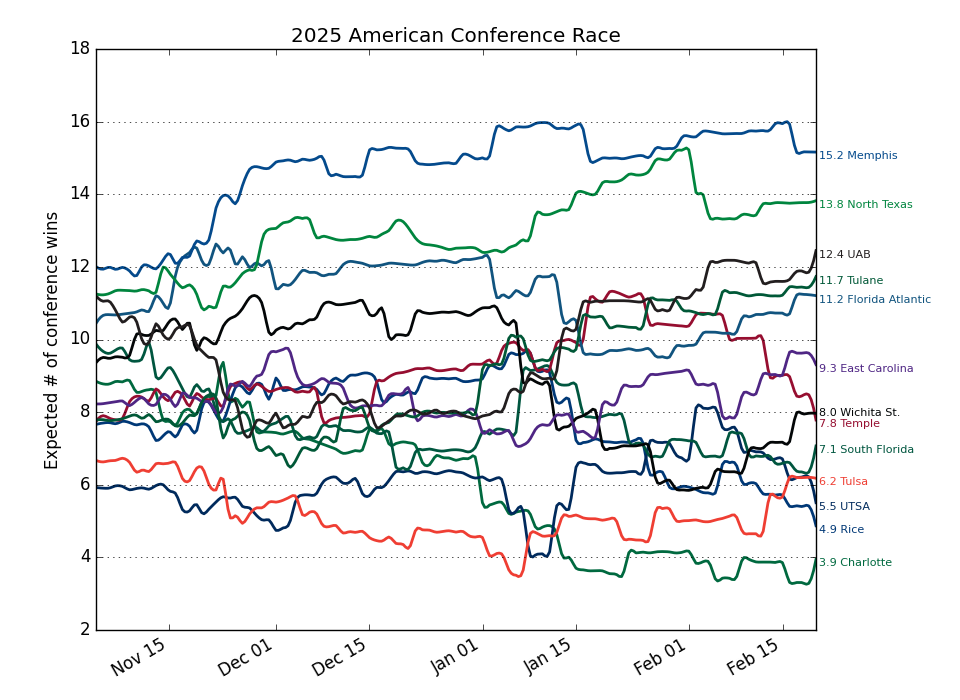 2025 American Conference Race
Expected # of conference wins
18
16
14
12
10
8
6
4
2
Nov 15
Dec 01
Dec 15
Jan 01
Jan 15
Feb 01
Feb 15
15.2 Memphis
13.8 North Texas
12.4 UAB
11.7 Tulane
11.2 Florida Atlantic
9.3 East Carolina
8.0 Wichita St.
7.8 Temple
7.1 South Florida
6.2 Tulsa
5.5 UTSA
4.9 Rice
3.9 Charlotte